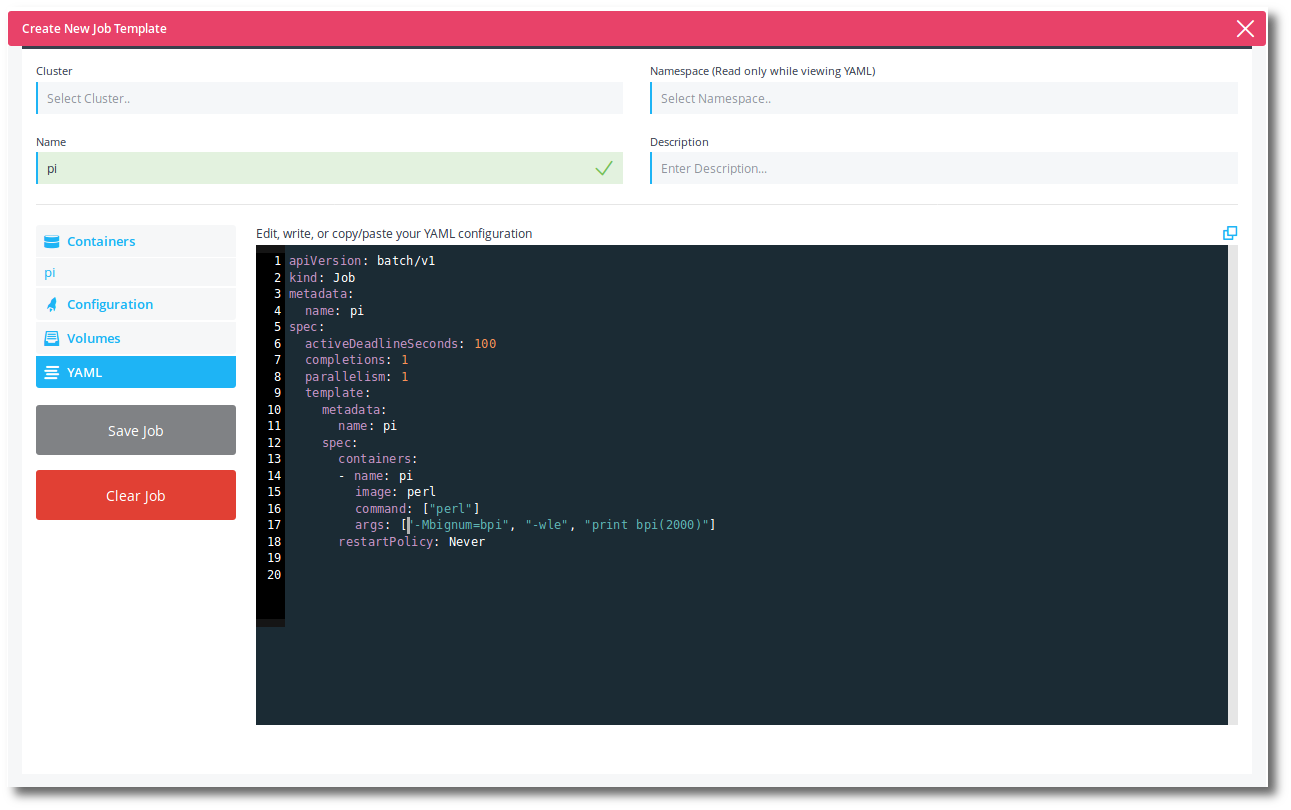 Create New Job Template
Cluster
Namespace (Read only while viewing YAML)
Select Cluster..
Select Namespace..
Name
Description
pi
Enter Description...
Containers
pi
Configuration
Volumes
YAML
Save Job
Clear Job
Edit, write, or copy/paste your YAML configuration
1 apiVersion: batch/v1
2 kind: Job
3 metadata:
4   name: pi
5 spec:
6   activeDeadlineSeconds: 100
7   completions: 1
8   parallelism: 1
9   template:
10     metadata:
11       name: pi
12     spec:
13       containers:
14       - name: pi
15         image: perl
16         command: ["perl"]
17         args: ["-Mbignum=bpi", "-wle", "print bpi(2000)"]
18       restartPolicy: Never
19
20